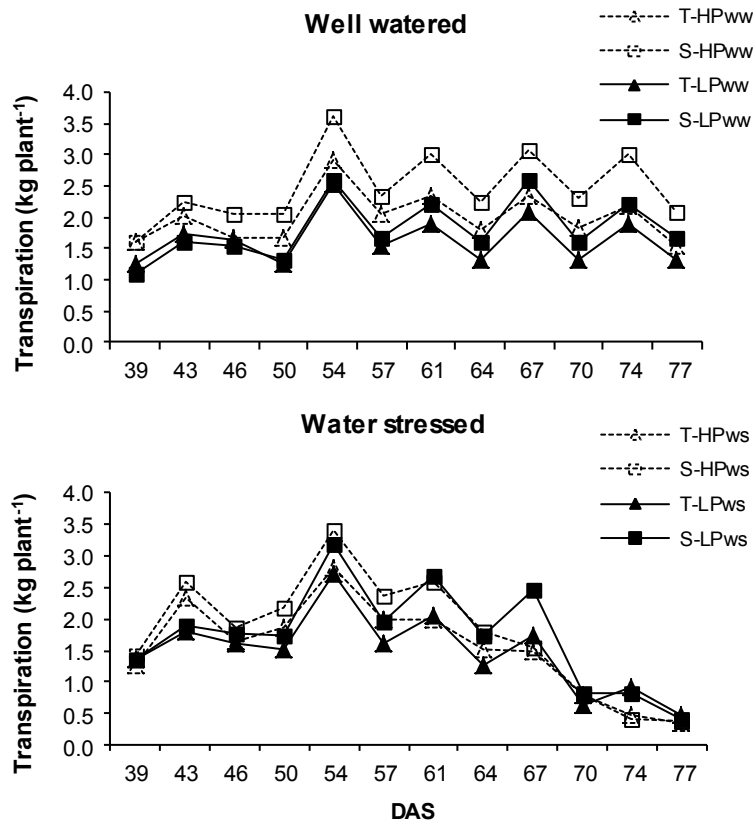 Well watered
T-HPww
S-HPww
T-LPww
S-LPww
Transpiration (kg plant⁻¹)
4.0
3.5
3.0
2.5
2.0
1.5
1.0
0.5
0.0
39 43 46 50 54 57 61 64 67 70 74 77
Water stressed
T-HPws
S-HPws
T-LPws
S-LPws
Transpiration (kg plant⁻¹)
4.0
3.5
3.0
2.5
2.0
1.5
1.0
0.5
0.0
39 43 46 50 54 57 61 64 67 70 74 77
DAS